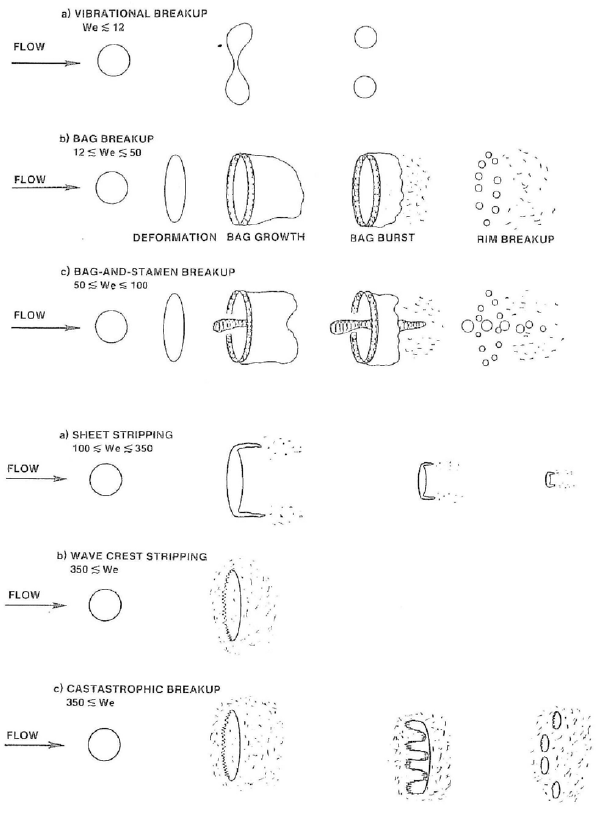 a) VIBRATIONAL BREAKUP
We ≤ 12
FLOW
b) BAG BREAKUP
12 ≤ We ≤ 50
FLOW
DEFORMATION BAG GROWTH BAG BURST RIM BREAKUP
c) BAG-AND-STAMEN BREAKUP
50 ≤ We ≤ 100
FLOW
a) SHEET STRIPPING
100 ≤ We ≤ 350
FLOW
b) WAVE CREST STRIPPING
350 ≤ We
FLOW
c) CASTASTROPHIC BREAKUP
350 ≤ We
FLOW